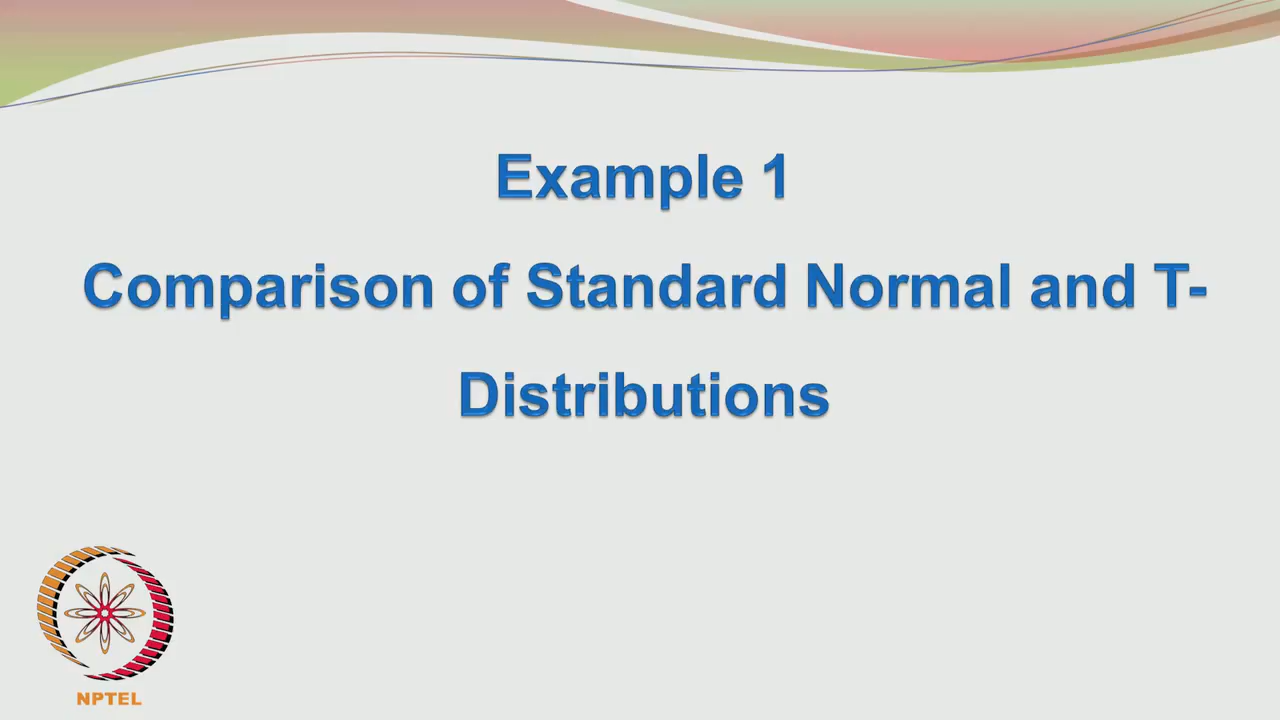 Example 1
Comparison of Standard Normal and T-
Distributions
NPTEL